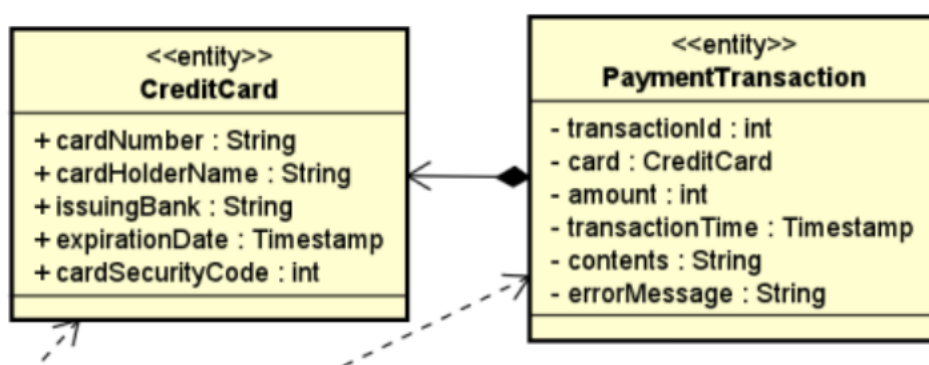 <<entity>>
CreditCard
+ cardNumber : String
+ cardHolderName : String
+ issuingBank : String
+ expirationDate : Timestamp
+ cardSecurityCode : int
<<entity>>
PaymentTransaction
- transactionId : int
- card : CreditCard
- amount : int
- transactionTime : Timestamp
- contents : String
- errorMessage : String